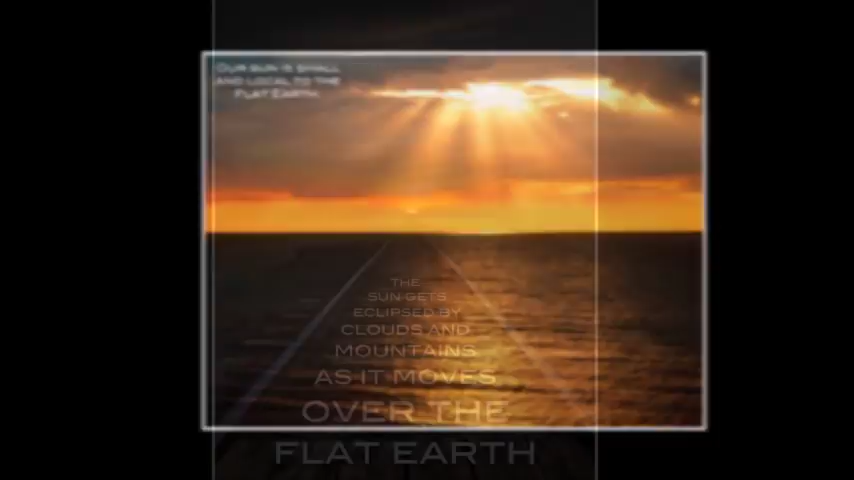 OUR SUN IS SMALL
AND LOCAL TO THE
FLAT EARTH.
THE
SUN GETS
ECLIPSED BY
CLOUDS AND
MOUNTAINS
AS IT MOVES
OVER THE
FLAT EARTH